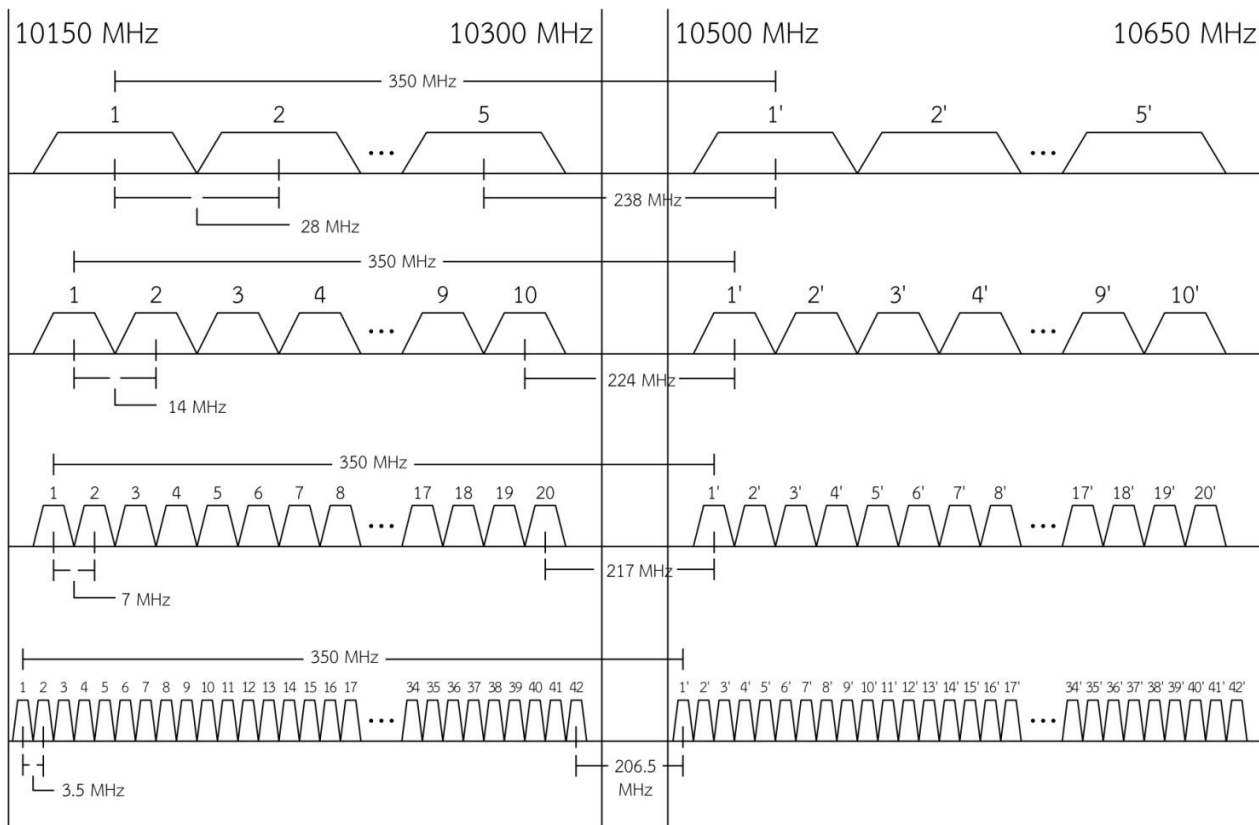 10150 MHz 10300 MHz 10500 MHz 10650 MHz
350 MHz
1 2 5 1' 2' 5'
...
...
238 MHz
28 MHz
350 MHz
1 2 3 4 9 10 1' 2' 3' 4' 9' 10'
...
...
224 MHz
14 MHz
350 MHz
1 2 3 4 5 6 7 8 17 18 19 20 1' 2' 3' 4' 5' 6' 7' 8' 17' 18' 19' 20'
...
...
217 MHz
7 MHz
350 MHz
1 2 3 4 5 6 7 8 9 10 11 12 13 14 15 16 17 34 35 36 37 38 39 40 41 42 1' 2' 3' 4' 5' 6' 7' 8' 9' 10' 11' 12' 13' 14' 15' 16' 17' 34' 35' 36' 37' 38' 39' 40' 41' 42'
...
...
206.5
MHz
3.5 MHz